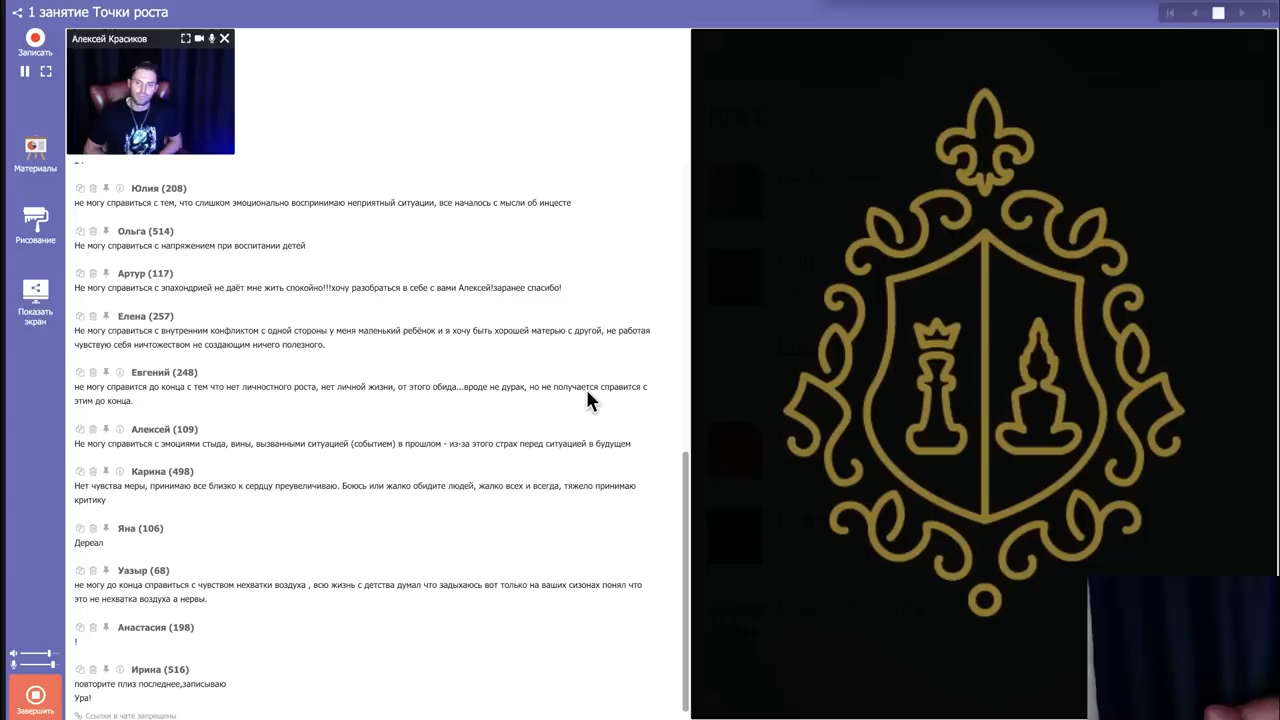 1 занятие Точки роста
Записать
Материалы
Рисование
Показать
экран
Завершить
Алексей Красиков
Юлия (208)
не могу справиться с тем, что слишком эмоционально воспринимаю неприятный ситуации, все началось с мысли об инцесте
Ольга (514)
Не могу справиться с напряжением при воспитании детей
Артур (117)
Не могу справиться с эпахондрией не даёт мне жить спокойно!!!хочу разобраться в себе с вами Алексей!заранее спасибо!
Елена (257)
Не могу справиться с внутренним конфликтом с одной стороны у меня маленький ребёнок и я хочу быть хорошей матерью с другой, не работая
чувствую себя ничтожеством не создающим ничего полезного.
Евгений (248)
не могу справится до конца с тем что нет личностного роста, нет личной жизни, от этого обида...вроде не дурак, но не получается справится с
этим до конца.
Алексей (109)
Не могу справиться с эмоциями стыда, вины, вызванными ситуацией (событием) в прошлом - из-за этого страх перед ситуацией в будущем
Карина (498)
Нет чувства меры, принимаю все близко к сердцу преувеличиваю. Боюсь или жалко обидите людей, жалко всех и всегда, тяжело принимаю
критику
Яна (106)
Дереал
Уазыр (68)
не могу до конца справиться с чувством нехватки воздуха , всю жизнь с детства думал что задыхаюсь вот только на ваших сизонах понял что
это не нехватка воздуха а нервы.
Анастасия (198)
!
Ирина (516)
повторите плиз последнее,записываю
Ура!
Ссылки в чате запрещены